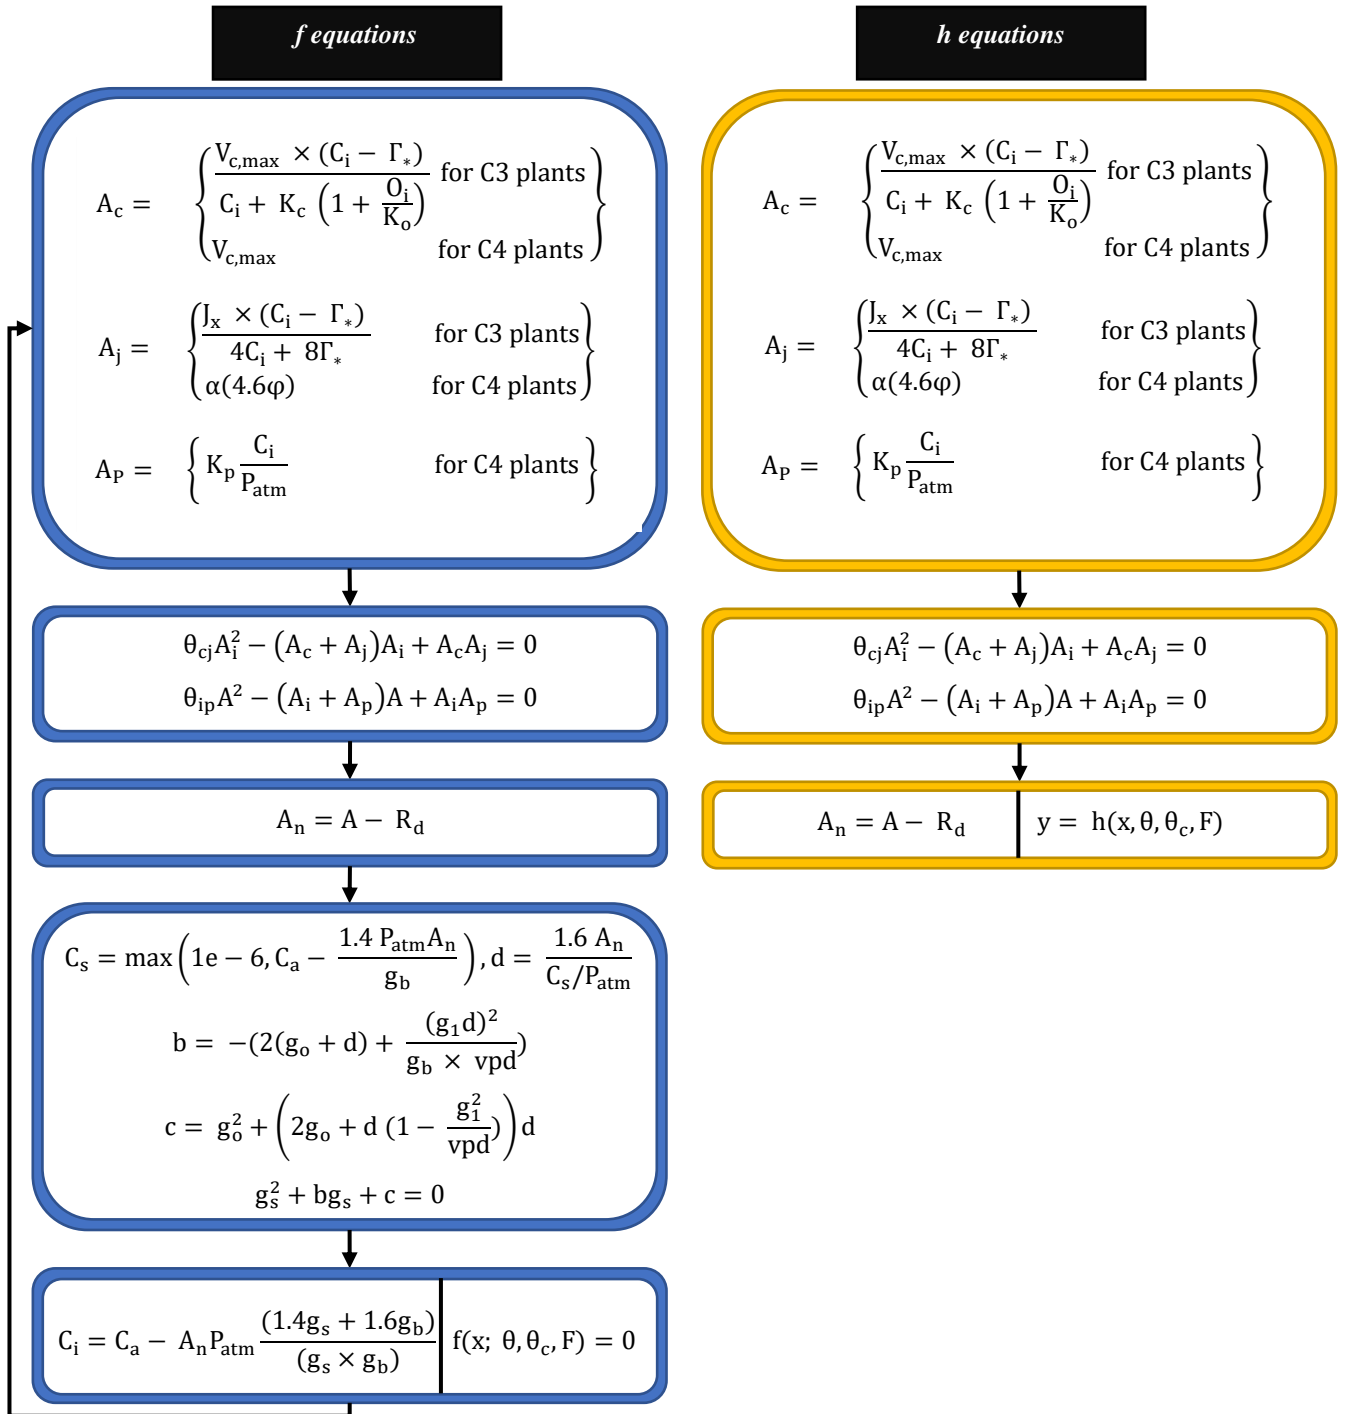 f equations
A_c = { V_c,max × (C_i − Γ_*) / C_i + K_c (1 + O_i / K_o) for C3 plants
V_c,max for C4 plants }
A_j = { J_x × (C_i − Γ_*) / 4C_i + 8Γ_* for C3 plants
α(4.6φ) for C4 plants }
A_P = { K_p C_i / P_atm for C4 plants }
θ_cj A_i^2 − (A_c + A_j)A_i + A_c A_j = 0
θ_ip A^2 − (A_i + A_p)A + A_i A_p = 0
A_n = A − R_d
C_s = max(1e − 6, C_a − 1.4 P_atm A_n / g_b), d = 1.6 A_n / C_s/P_atm
b = −(2(g_o + d) + (g_1 d)^2 / g_b × vpd)
c = g_o^2 + (2g_o + d (1 − g_1^2 / vpd)) d
g_s^2 + bg_s + c = 0
C_i = C_a − A_n P_atm (1.4g_s + 1.6g_b) / (g_s × g_b)
f(x; θ, θ_c, F) = 0
h equations
A_c = { V_c,max × (C_i − Γ_*) / C_i + K_c (1 + O_i / K_o) for C3 plants
V_c,max for C4 plants }
A_j = { J_x × (C_i − Γ_*) / 4C_i + 8Γ_* for C3 plants
α(4.6φ) for C4 plants }
A_P = { K_p C_i / P_atm for C4 plants }
θ_cj A_i^2 − (A_c + A_j)A_i + A_c A_j = 0
θ_ip A^2 − (A_i + A_p)A + A_i A_p = 0
A_n = A − R_d
y = h(x, θ, θ_c, F)